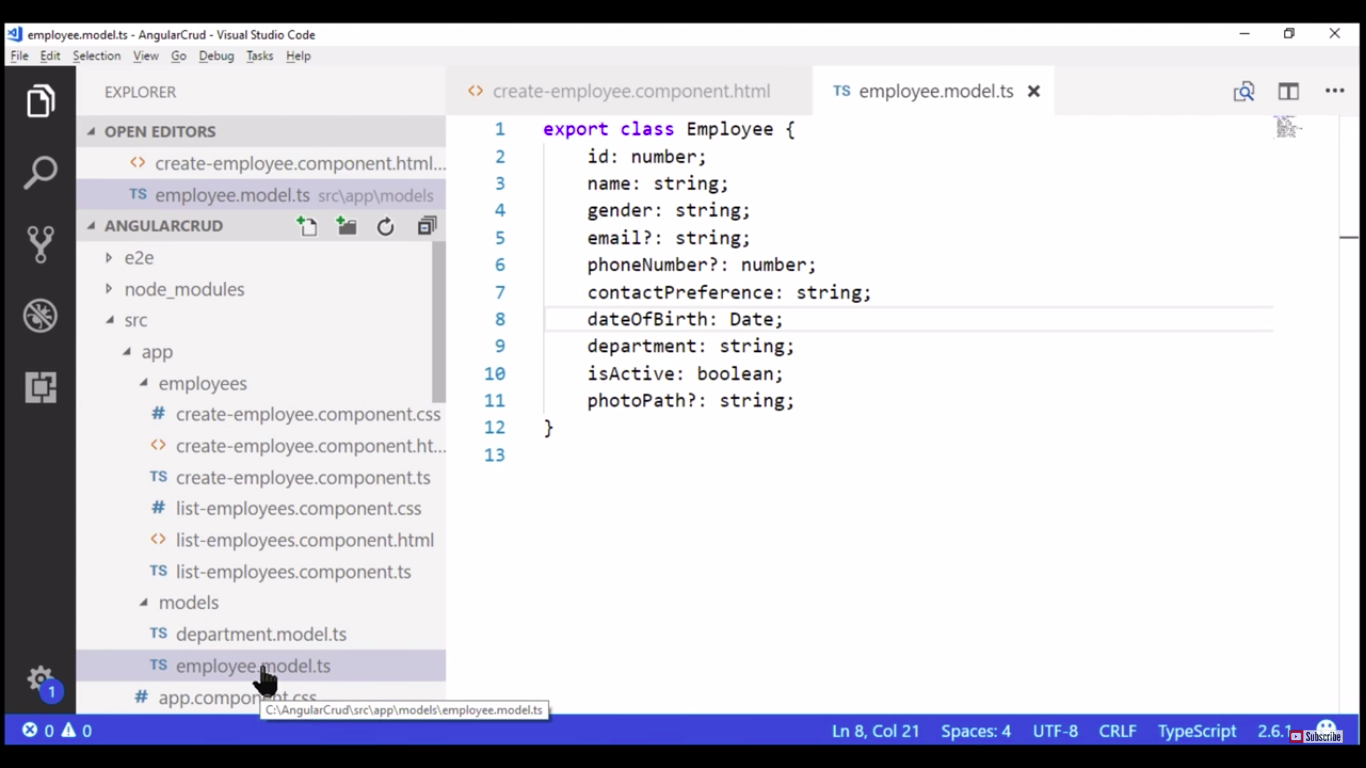 employee.model.ts - AngularCrud - Visual Studio Code
File Edit Selection View Go Debug Tasks Help
EXPLORER
OPEN EDITORS
<> create-employee.component.html...
TS employee.model.ts src\app\models
ANGULARCRUD
e2e
node_modules
src
app
employees
# create-employee.component.css
<> create-employee.component.ht...
TS create-employee.component.ts
# list-employees.component.css
<> list-employees.component.html
TS list-employees.component.ts
models
TS department.model.ts
TS employee.model.ts
# app.component.css
C:\AngularCrud\src\app\models\employee.model.ts
1
<> create-employee.component.html
TS employee.model.ts
1 export class Employee {
2 id: number;
3 name: string;
4 gender: string;
5 email?: string;
6 phoneNumber?: number;
7 contactPreference: string;
8 dateOfBirth: Date;
9 department: string;
10 isActive: boolean;
11 photoPath?: string;
12 }
13
0 0 Ln 8, Col 21 Spaces: 4 UTF-8 CRLF TypeScript 2.6.1
Subscribe